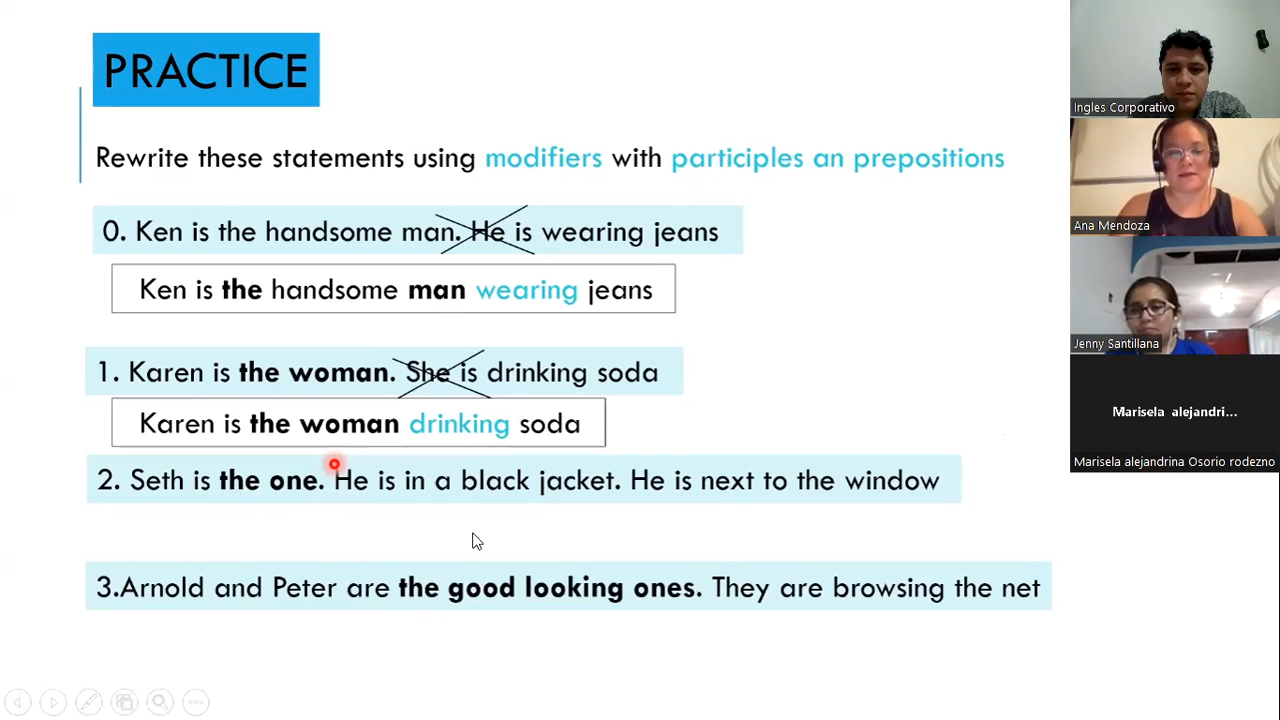 PRACTICE
Rewrite these statements using modifiers with participles an prepositions
0. Ken is the handsome man. He is wearing jeans
Ken is the handsome man wearing jeans
1. Karen is the woman. She is drinking soda
Karen is the woman drinking soda
2. Seth is the one. He is in a black jacket. He is next to the window
3.Arnold and Peter are the good looking ones. They are browsing the net
Ingles Corporativo
Ana Mendoza
Jenny Santillana
Marisela alejandri...
Marisela alejandrina Osorio rodezno